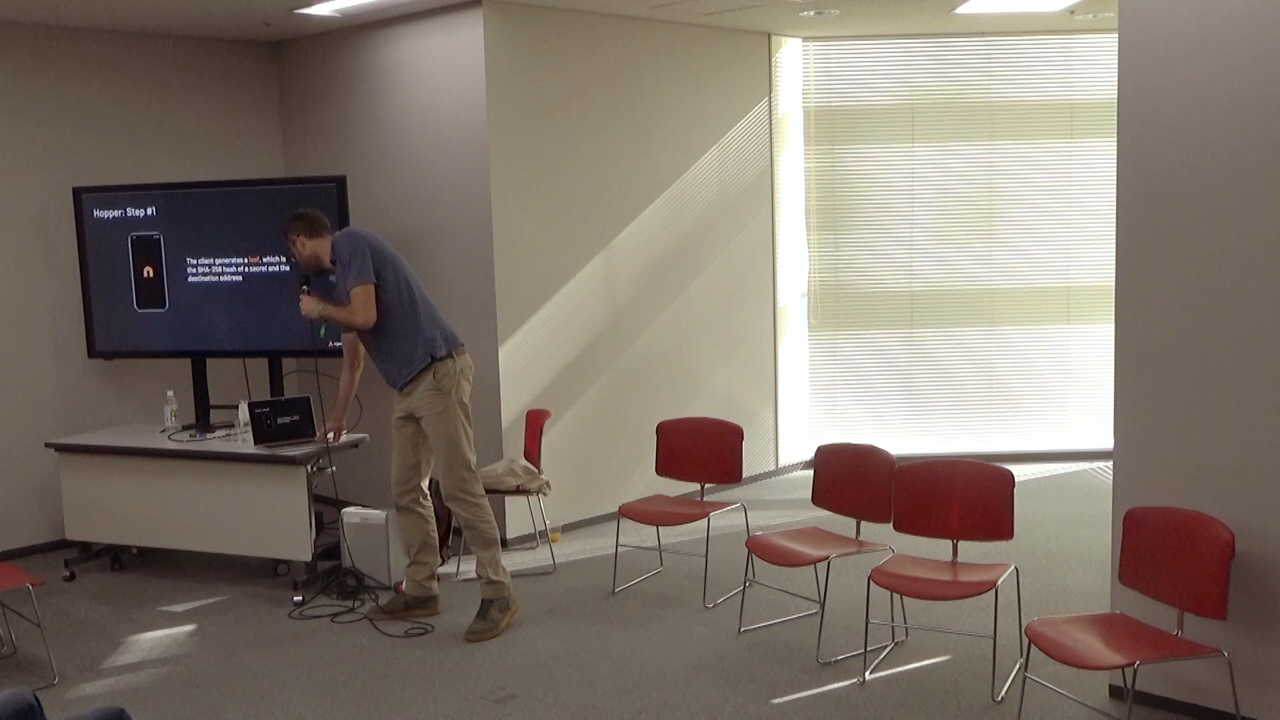 Hopper: Step #1
The client generates a leaf, which is
the SHA-256 hash of a secret and the
destination address